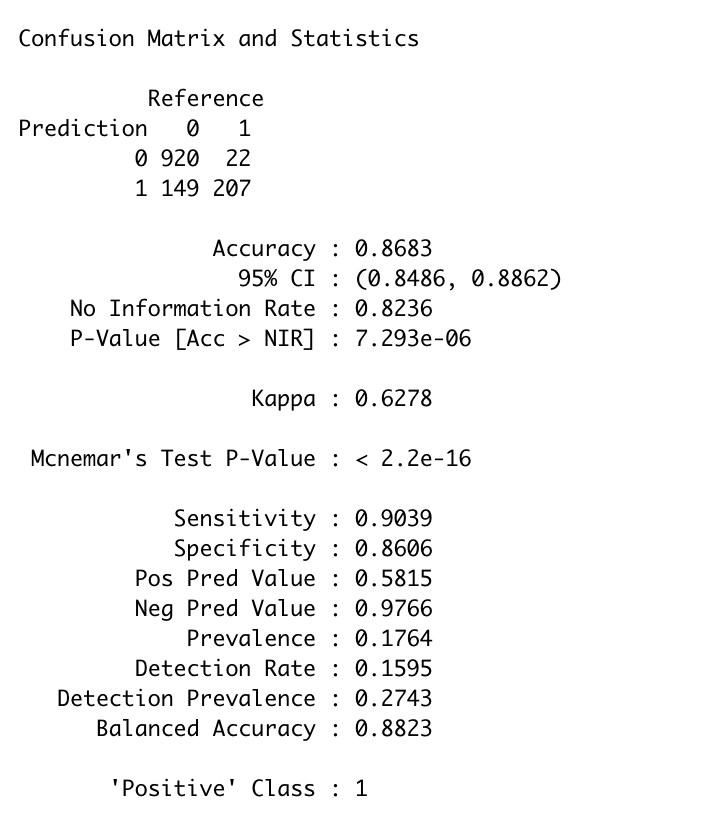 Confusion Matrix and Statistics
Reference
Prediction 0 1
0 920 22
1 149 207
Accuracy : 0.8683
95% CI : (0.8486, 0.8862)
No Information Rate : 0.8236
P-Value [Acc > NIR] : 7.293e-06
Kappa : 0.6278
Mcnemar's Test P-Value : < 2.2e-16
Sensitivity : 0.9039
Specificity : 0.8606
Pos Pred Value : 0.5815
Neg Pred Value : 0.9766
Prevalence : 0.1764
Detection Rate : 0.1595
Detection Prevalence : 0.2743
Balanced Accuracy : 0.8823
'Positive' Class : 1